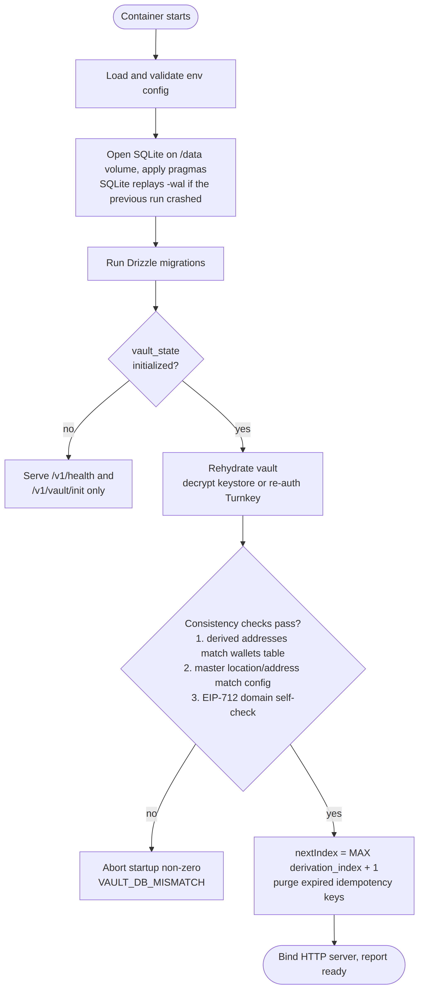 Container starts
Load and validate env
config
Open SQLite on /data
volume, apply pragmas
SQLite replays -wal if the
previous run crashed
Run Drizzle migrations
vault_state
initialized?
no
yes
Serve /v1/health and
/v1/vault/init only
Rehydrate vault
decrypt keystore or re-auth
Turnkey
Consistency checks pass?
1. derived addresses
match wallets table
2. master location/address
match config
3. EIP-712 domain self-
check
no
yes
Abort startup non-zero
VAULT_DB_MISMATCH
nextIndex = MAX
derivation_index + 1
purge expired idempotency
keys
Bind HTTP server, report
ready